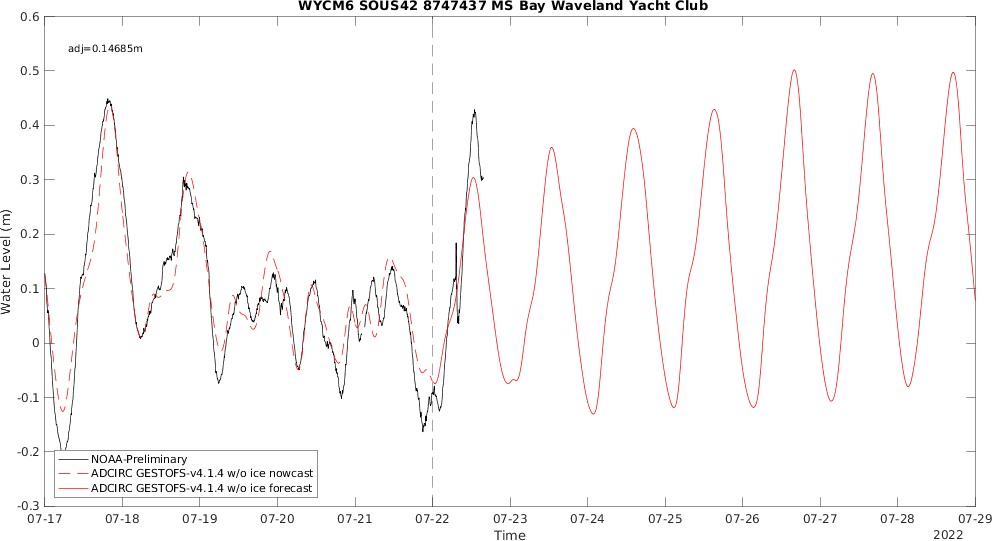 WYCM6 SOUS42 8747437 MS Bay Waveland Yacht Club
adj=0.14685m
Water Level (m)
0.6
0.5
0.4
0.3
0.2
0.1
0
-0.1
-0.2
-0.3
NOAA-Preliminary
ADCIRC GESTOFS-v4.1.4 w/o ice nowcast
ADCIRC GESTOFS-v4.1.4 w/o ice forecast
07-17 07-18 07-19 07-20 07-21 07-22 07-23 07-24 07-25 07-26 07-27 07-28 07-29
Time
2022